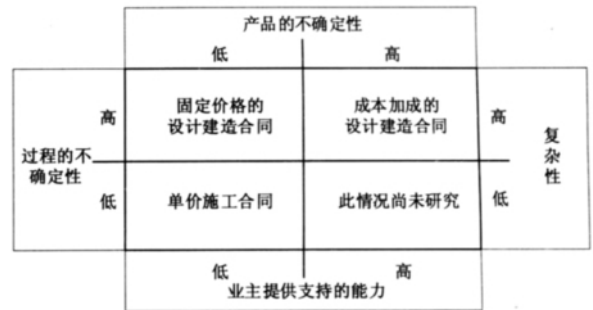 产品的不确定性
低 高
高 固定价格的 成本加成的 高
设计建造合同 设计建造合同
过程的不
确定性
复
杂
性
低 单价施工合同 此情况尚未研究 低
低 高
业主提供支持的能力